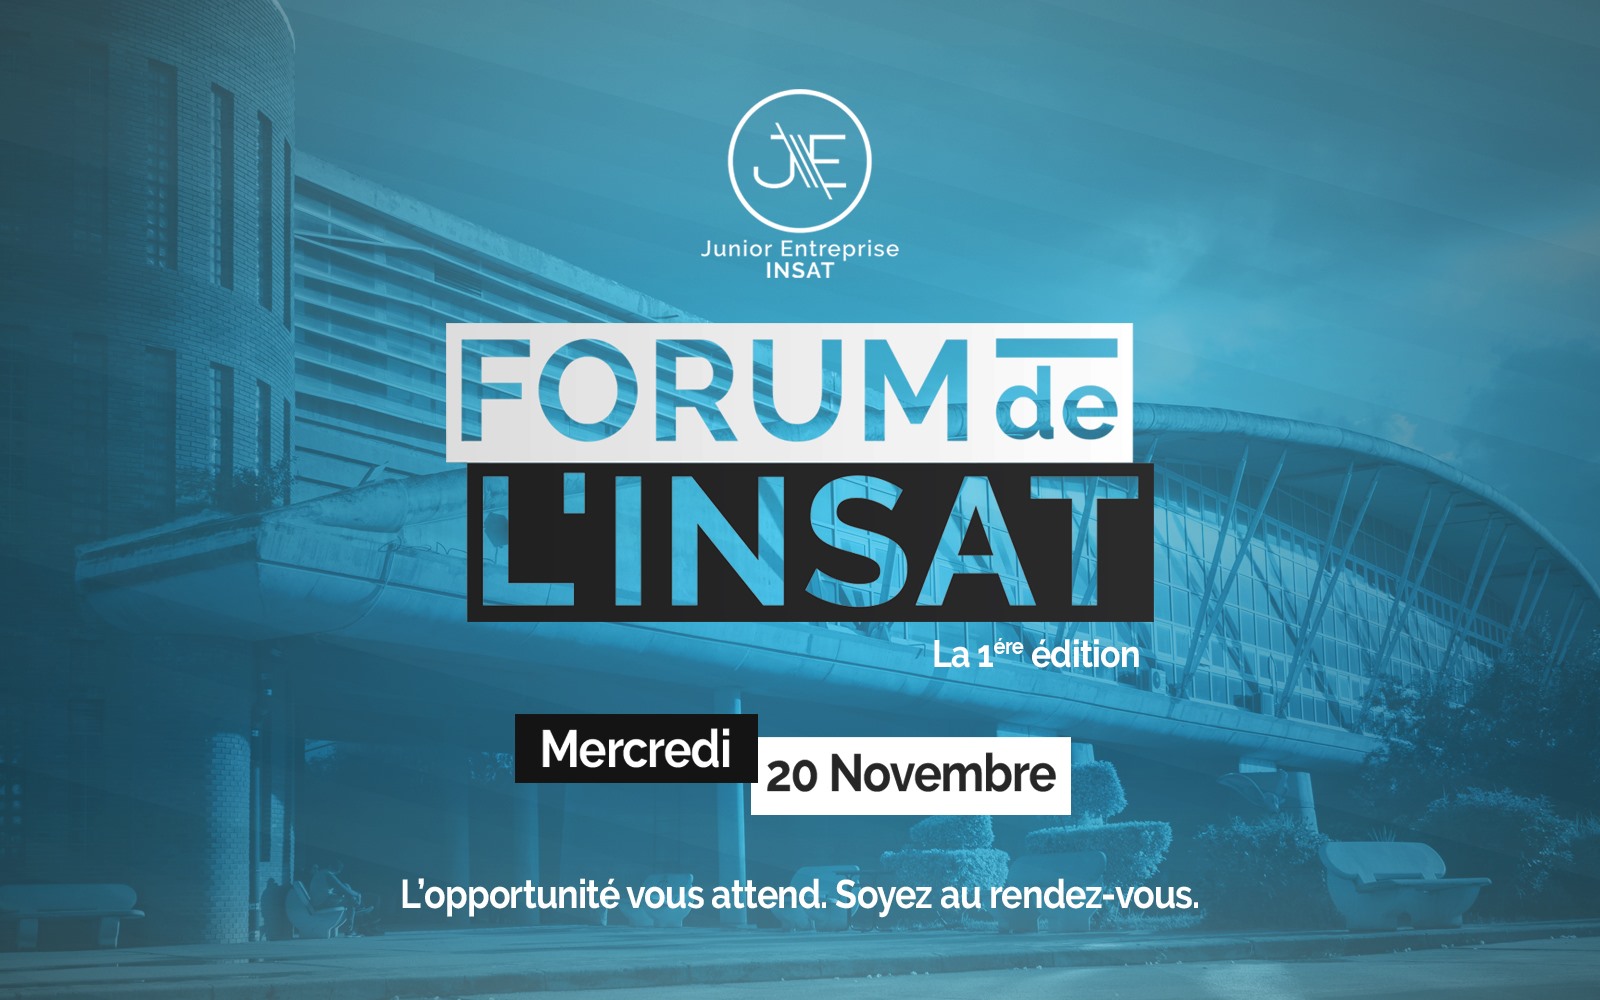 JE
Junior Entreprise
INSAT
FORUM de
L'INSAT
La 1ére édition
Mercredi
20 Novembre
L'opportunité vous attend. Soyez au rendez-vous.